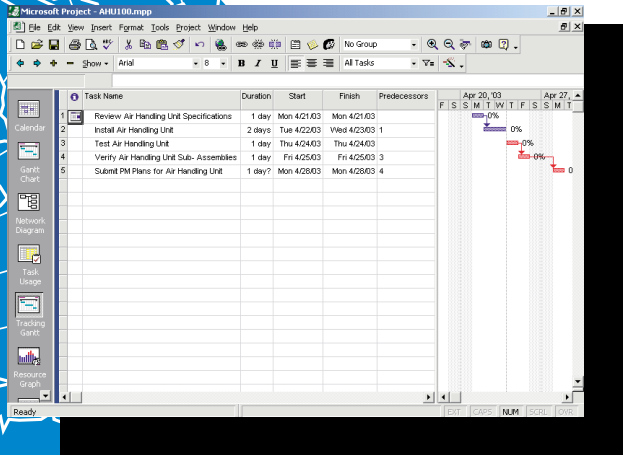 Microsoft Project - AHU100.mpp
File Edit View Insert Format Tools Project Window Help
No Group
Show Arial 8 B I U All Tasks
Task Name Duration Start Finish Predecessors Apr 20, '03 Apr 27,
F S S M T W T F S S M T
1 Review Air Handling Unit Specifications 1 day Mon 4/21/03 Mon 4/21/03 0%
2 Install Air Handling Unit 2 days Tue 4/22/03 Wed 4/23/03 1 0%
3 Test Air Handling Unit 1 day Thu 4/24/03 Thu 4/24/03 0%
4 Verify Air Handling Unit Sub- Assemblies 1 day Fri 4/25/03 Fri 4/25/03 3 0%
5 Submit PM Plans for Air Handling Unit 1 day? Mon 4/28/03 Mon 4/28/03 4 0
Calendar
Gantt
Chart
Network
Diagram
Task
Usage
Tracking
Gantt
Resource
Graph
Ready EXT CAPS NUM SCRL OVR